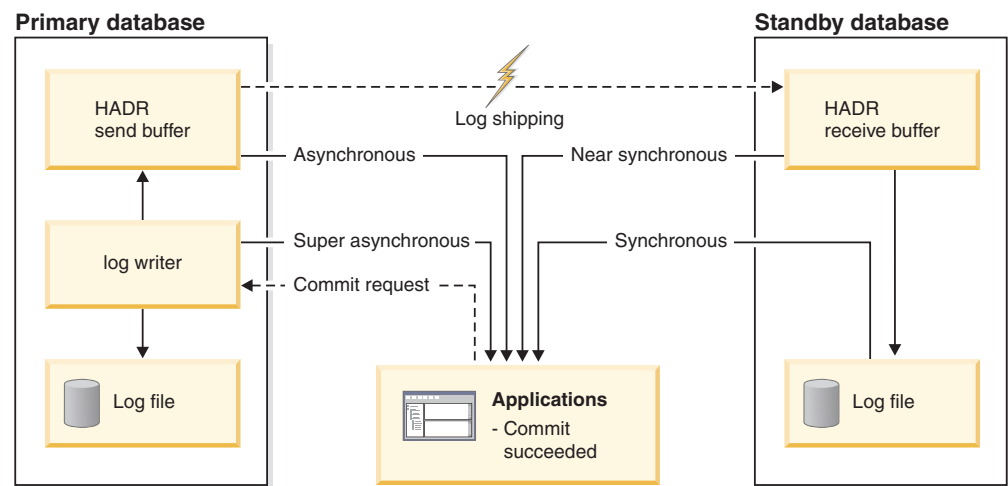 Primary database
Standby database
HADR
send buffer
Log shipping
HADR
receive buffer
Asynchronous
Near synchronous
log writer
Super asynchronous
Synchronous
Commit request
Log file
Applications
- Commit
succeeded
Log file